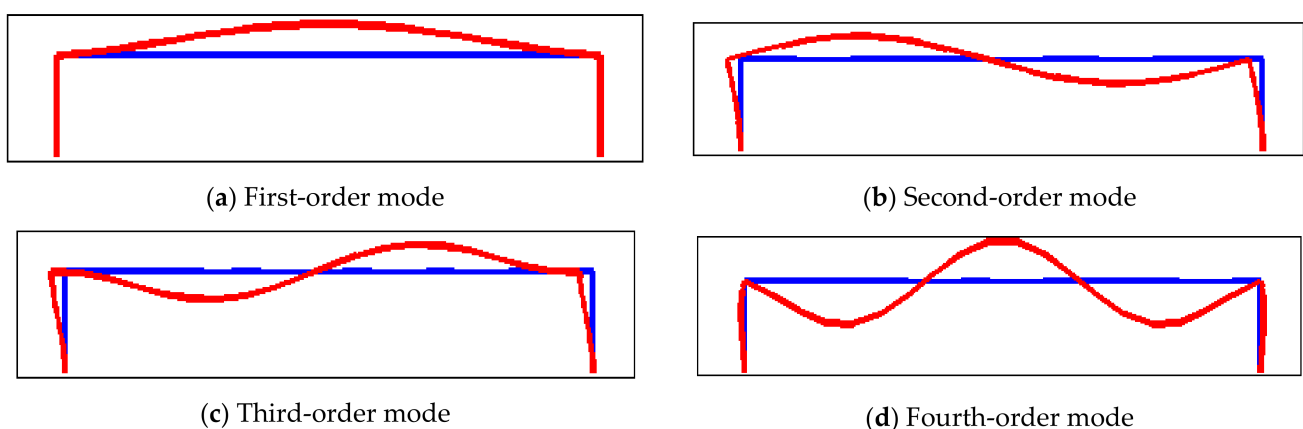 (a) First-order mode
(b) Second-order mode
(c) Third-order mode
(d) Fourth-order mode